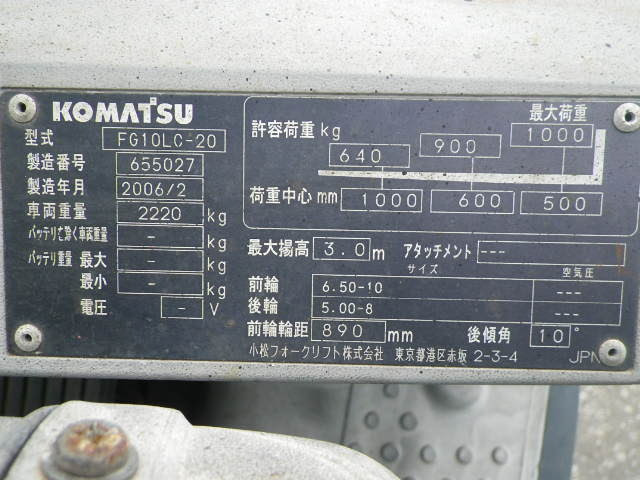 KOMATSU
型式 FG10LC-20
製造番号 655027
製造年月 2006/2
車両重量 2220 kg
バッテリを除く車両重量 - kg
バッテリ重量 最大 - kg
最小 - kg
電圧 - V
最大荷重
許容荷重 kg 640 900 1000
荷重中心 mm 1000 600 500
最大揚高 3.0 m アタッチメント ---
サイズ 空気圧
前輪 6.50-10 ---
後輪 5.00-8 ---
前輪輪距 890 mm 後傾角 10°
小松フォークリフト株式会社 東京都港区赤坂 2-3-4 JPN